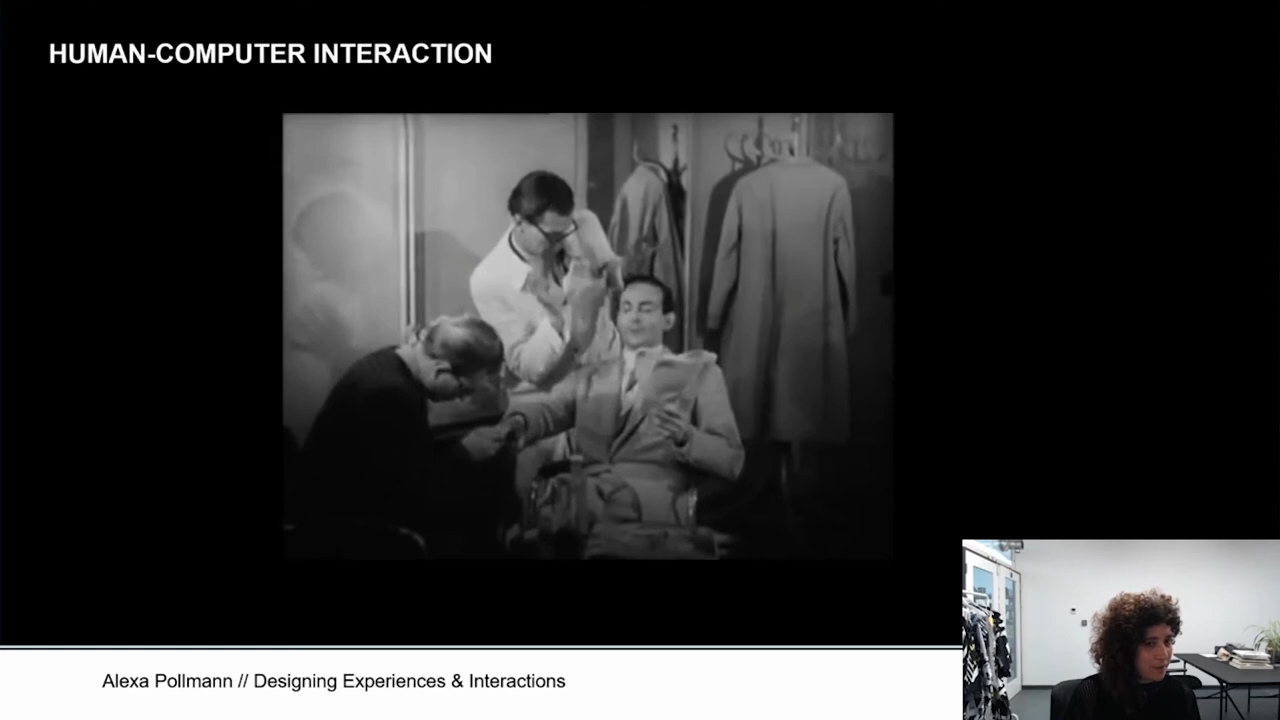 HUMAN-COMPUTER INTERACTION
Alexa Pollmann // Designing Experiences & Interactions